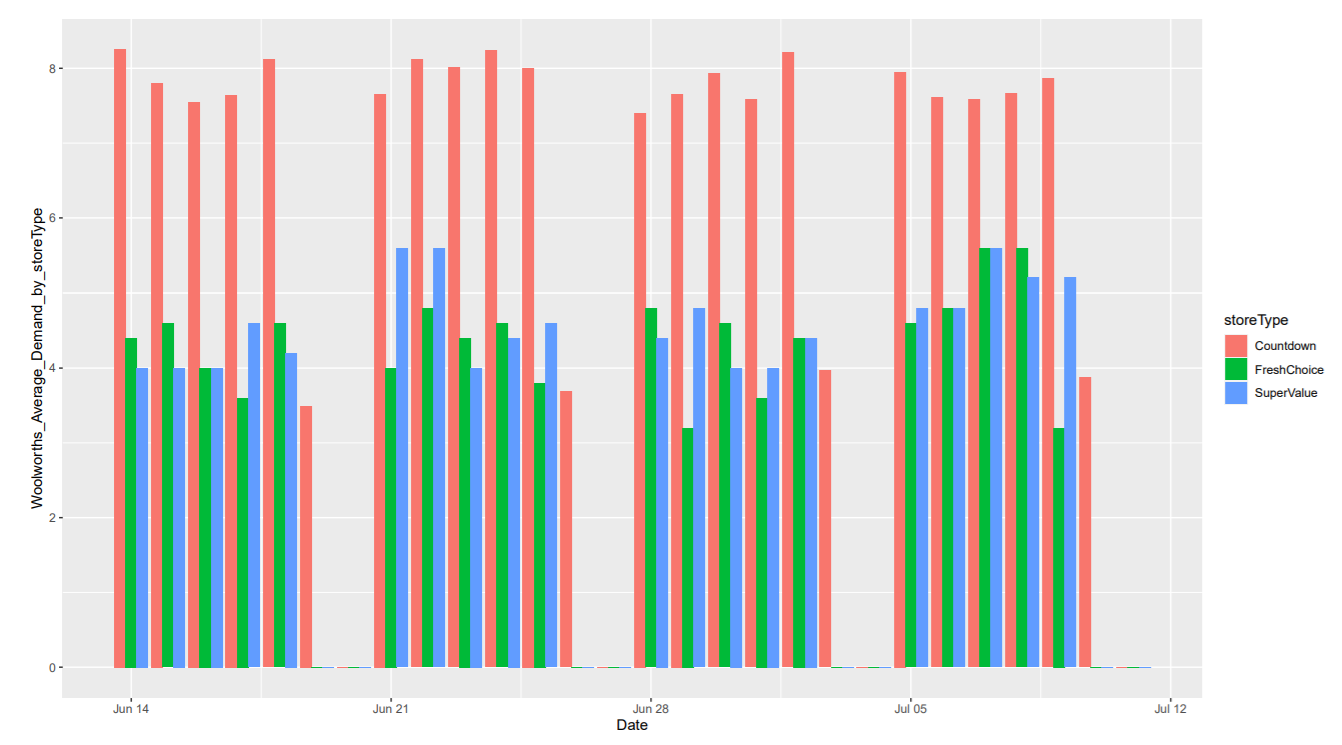 Woolworths_Average_Demand_by_storeType
8
6
4
2
0
Jun 14
Jun 21
Jun 28
Jul 05
Jul 12
Date
storeType
Countdown
FreshChoice
SuperValue